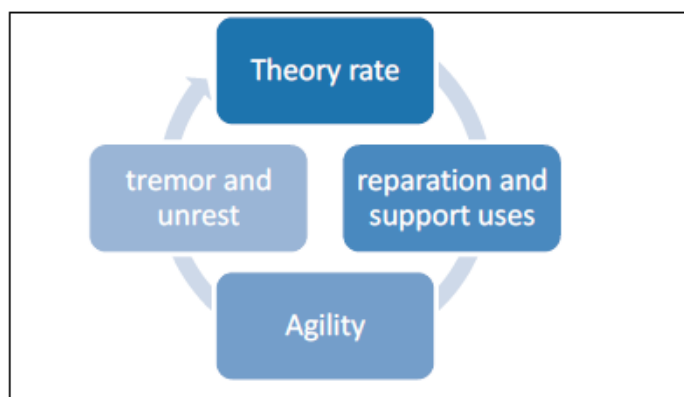 Theory rate
reparation and
support uses
Agility
tremor and
unrest